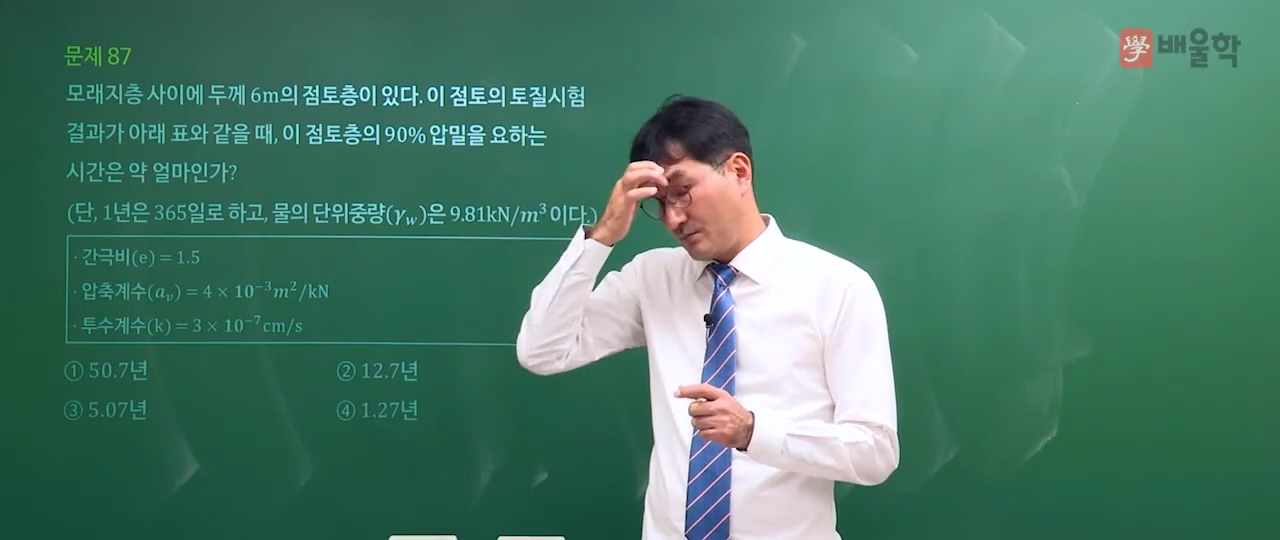 문제 87
學 배울학
모래지층 사이에 두께 6m의 점토층이 있다. 이 점토의 토질시험
결과가 아래 표와 같을 때, 이 점토층의 90% 압밀을 요하는
시간은 약 얼마인가?
(단, 1년은 365일로 하고, 물의 단위중량(γ_w)은 9.81kN/m³이다.)
· 간극비(e) = 1.5
· 압축계수(a_v) = 4 × 10⁻³m²/kN
· 투수계수(k) = 3 × 10⁻⁷cm/s
① 50.7년 ② 12.7년
③ 5.07년 ④ 1.27년